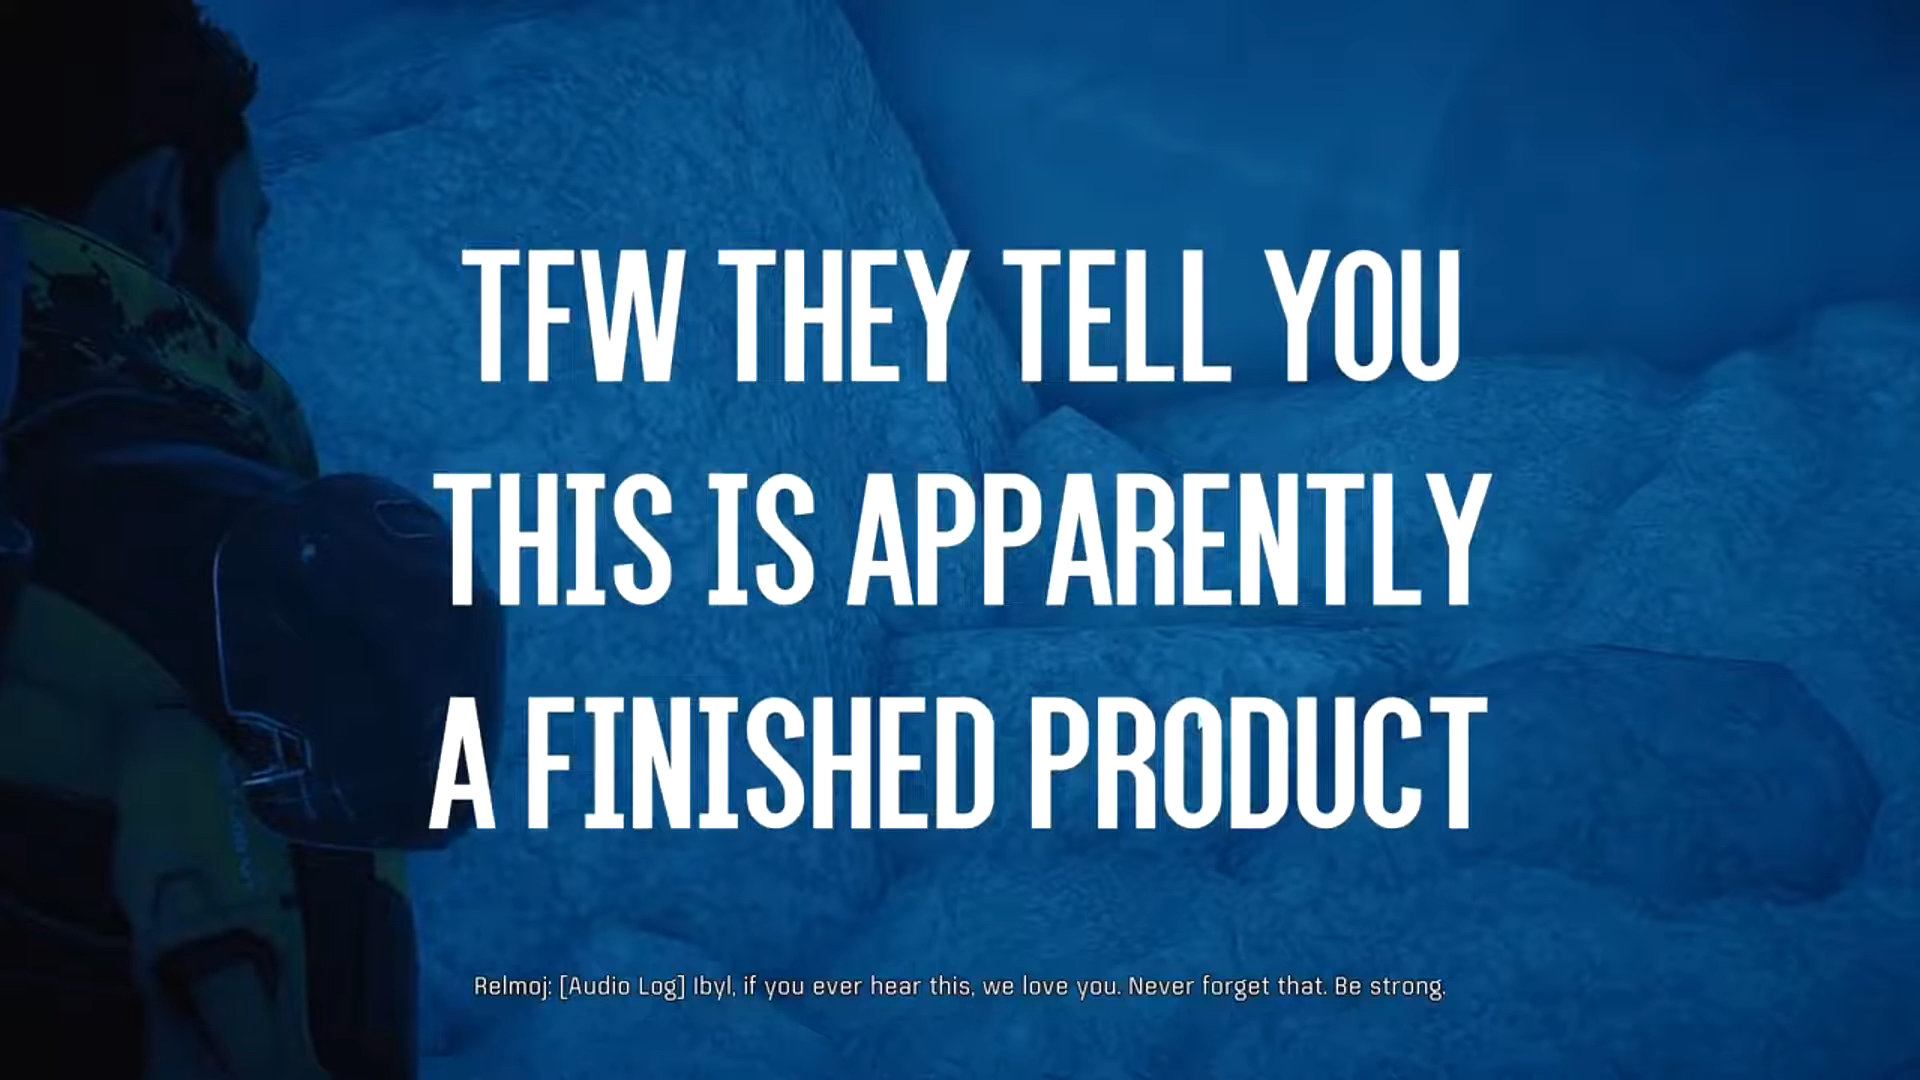 TFW THEY TELL YOU
THIS IS APPARENTLY
A FINISHED PRODUCT
Relmoj: [Audio Log] Ibyl, if you ever hear this, we love you. Never forget that. Be strong.